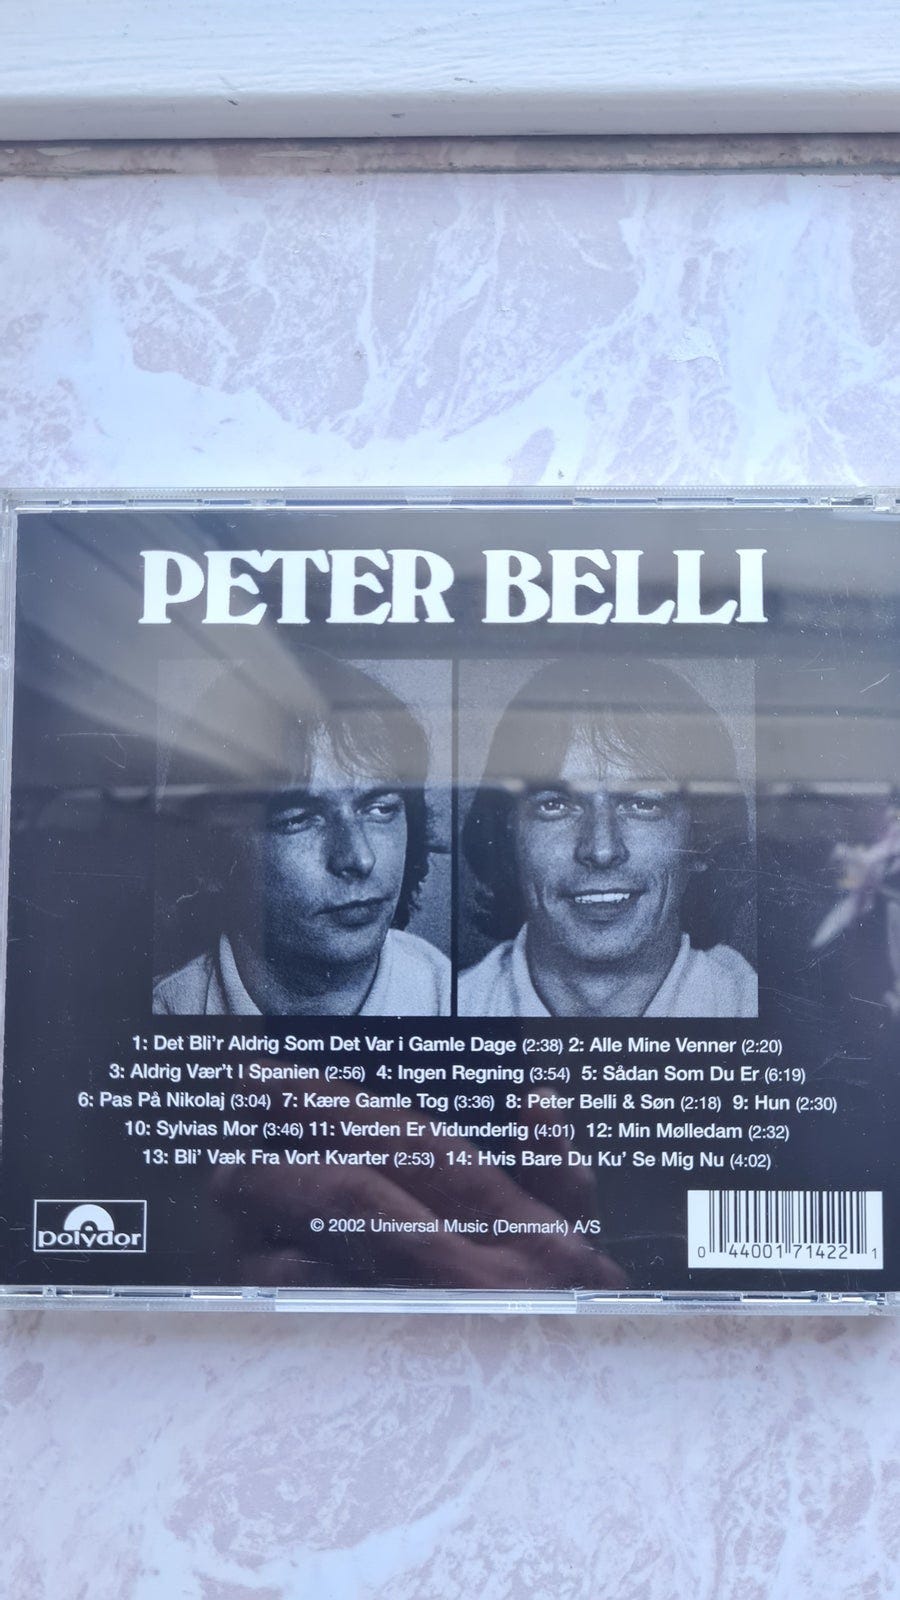 PETER BELLI
1: Det Bli'r Aldrig Som Det Var i Gamle Dage (2:38) 2: Alle Mine Venner (2:20)
3: Aldrig Vær't I Spanien (2:56) 4: Ingen Regning (3:54) 5: Sådan Som Du Er (6:19)
6: Pas På Nikolaj (3:04) 7: Kære Gamle Tog (3:36) 8: Peter Belli & Søn (2:18) 9: Hun (2:30)
10: Sylvias Mor (3:46) 11: Verden Er Vidunderlig (4:01) 12: Min Mølledam (2:32)
13: Bli' Væk Fra Vort Kvarter (2:53) 14: Hvis Bare Du Ku' Se Mig Nu (4:02)
polydor
© 2002 Universal Music (Denmark) A/S
0 44001 71422 1